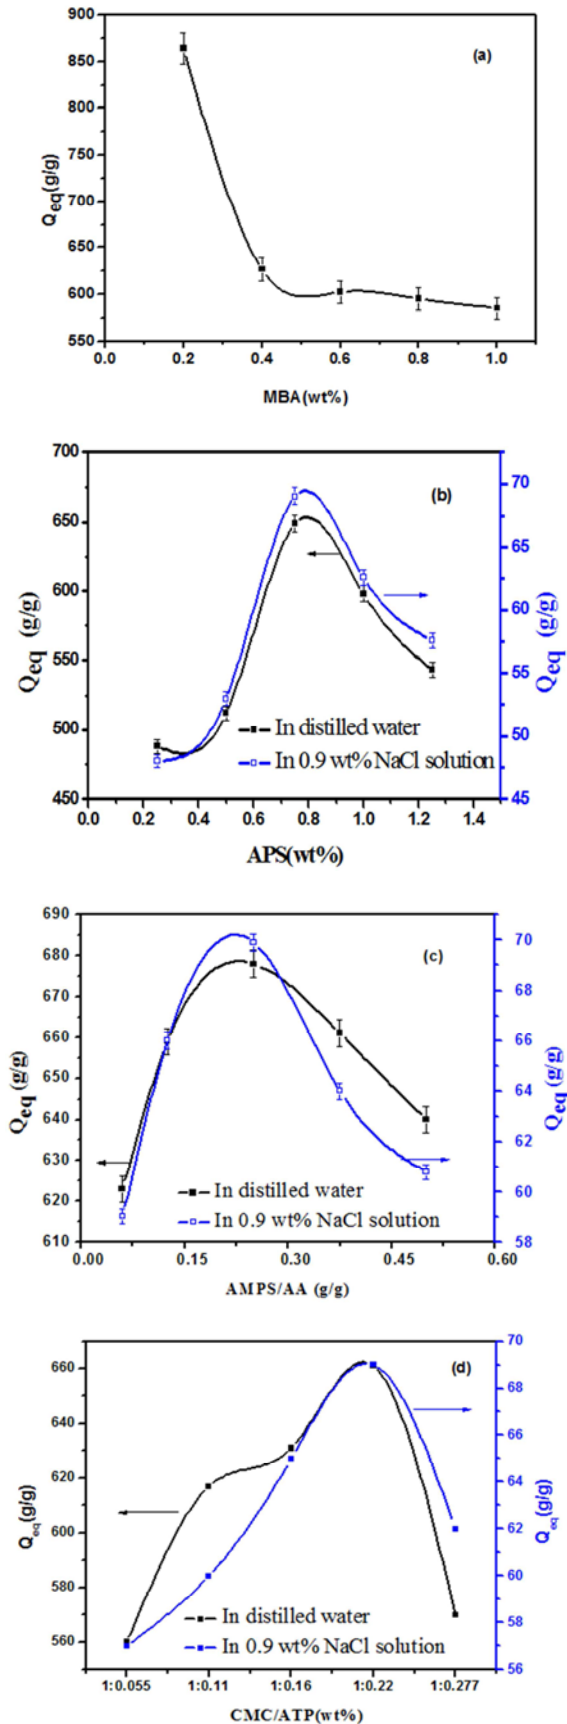 900
850
800
750
700
650
600
550
Qeq(g/g)
(a)
0.0 0.2 0.4 0.6 0.8 1.0
MBA(wt%)
700
650
600
550
500
450
Qeq (g/g)
(b)
70
65
60
55
50
48
45
Qeq (g/g)
In distilled water
In 0.9 wt% NaCl solution
0.0 0.2 0.4 0.6 0.8 1.0 1.2 1.4
APS(wt%)
690
680
670
660
650
640
630
620
610
Qeq (g/g)
(c)
70
68
66
64
62
61
60
58
Qeq (g/g)
In distilled water
In 0.9 wt% NaCl solution
0.00 0.15 0.30 0.45 0.60
AMPS/AA (g/g)
660
640
620
600
580
560
Qeq(g/g)
(d)
70
69
68
66
65
64
62
60
58
57
56
Qeq(g/g)
In distilled water
In 0.9 wt% NaCl solution
1:0.055 1:0.11 1:0.16 1:0.22 1:0.277
CMC/ATP(wt%)